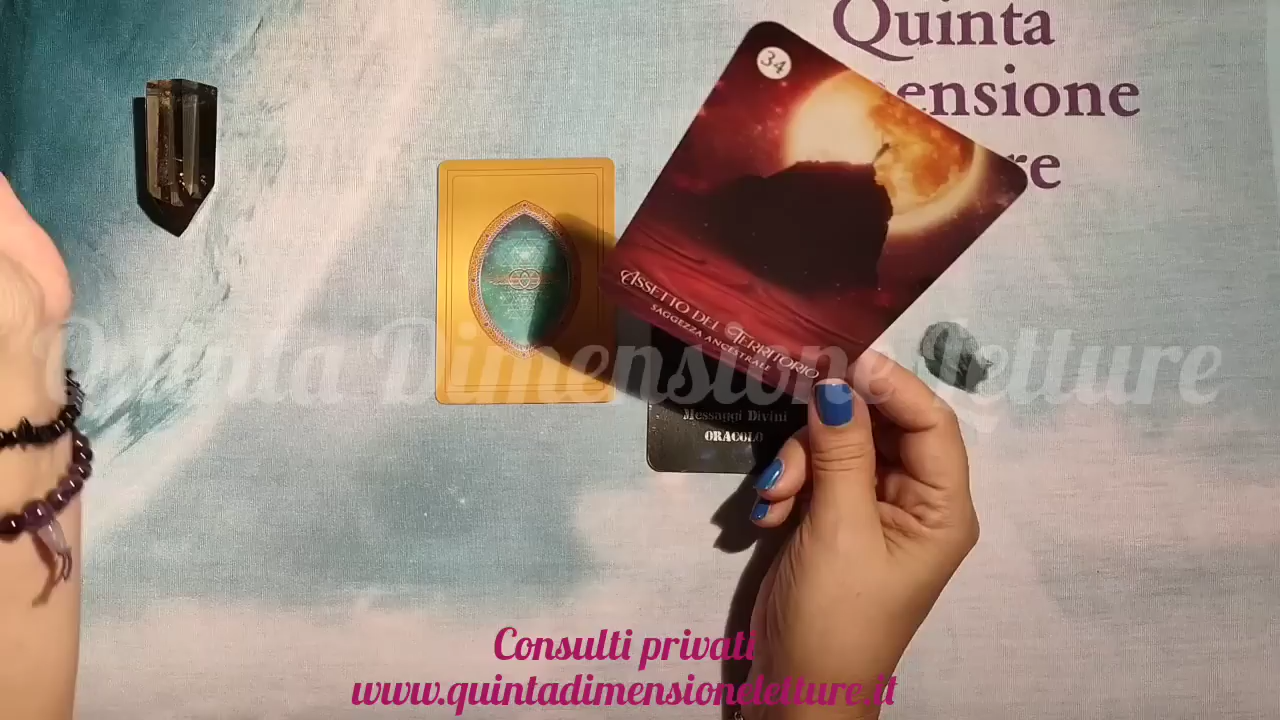 Quinta
ensione
re
34
ASSETTO DEL TERRITORIO
SAGGEZZA ANCESTRALE
Quinta Dimensione letture
Messaggi Divini
ORACOLO
Consulti privati
www.quintadimensioneletture.it